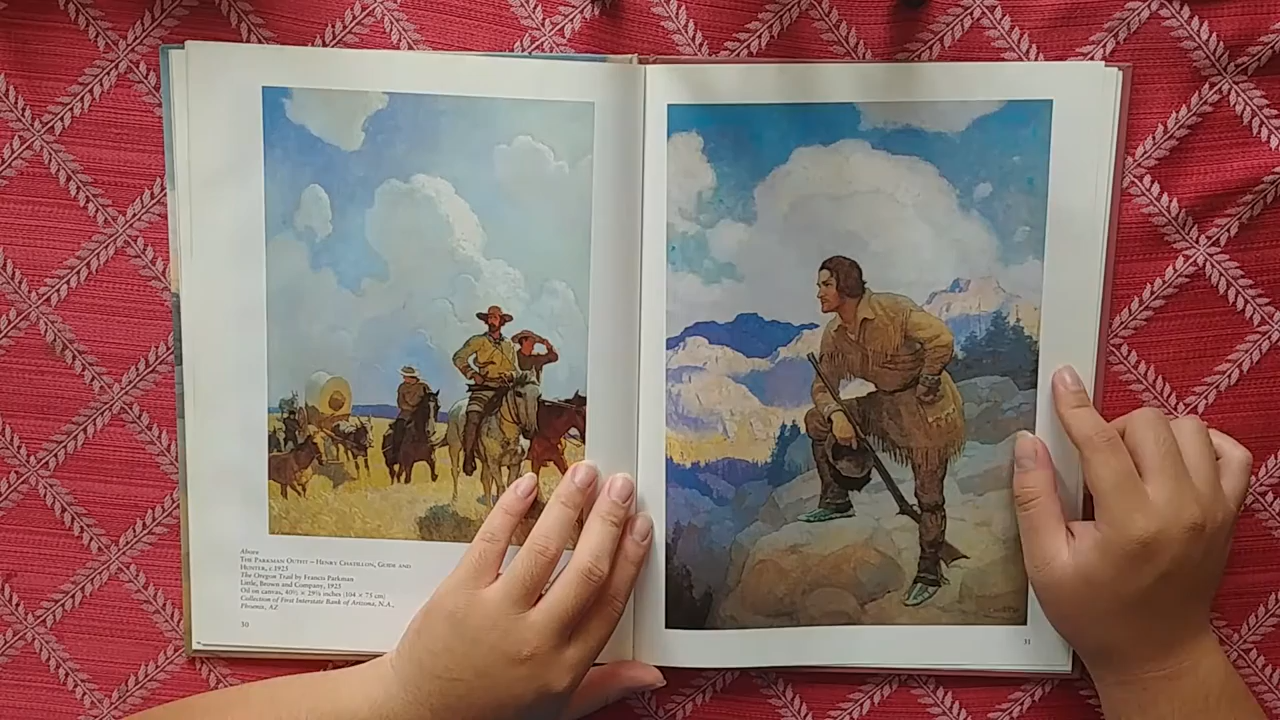 Above
THE PARKMAN OUTFIT – HENRY CHATILLON, GUIDE AND
HUNTER, c.1925
The Oregon Trail by Francis Parkman
Little, Brown and Company, 1925
Oil on canvas, 40½ × 29½ inches (104 × 75 cm)
Collection of First Interstate Bank of Arizona, N.A.,
Phoenix, AZ
30
31